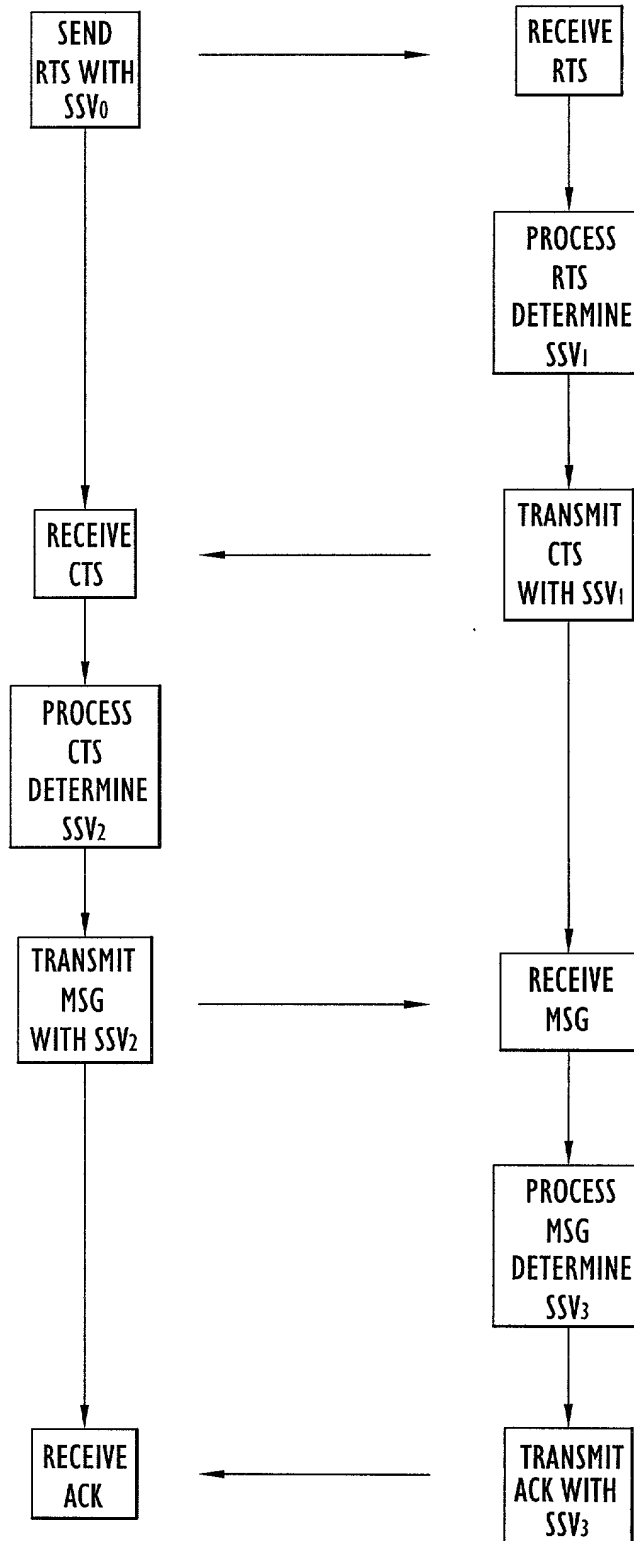 SEND
RTS WITH
SSV₀
RECEIVE
RTS
PROCESS
RTS
DETERMINE
SSV₁
RECEIVE
CTS
TRANSMIT
CTS
WITH SSV₁
PROCESS
CTS
DETERMINE
SSV₂
TRANSMIT
MSG
WITH SSV₂
RECEIVE
MSG
PROCESS
MSG
DETERMINE
SSV₃
RECEIVE
ACK
TRANSMIT
ACK WITH
SSV₃